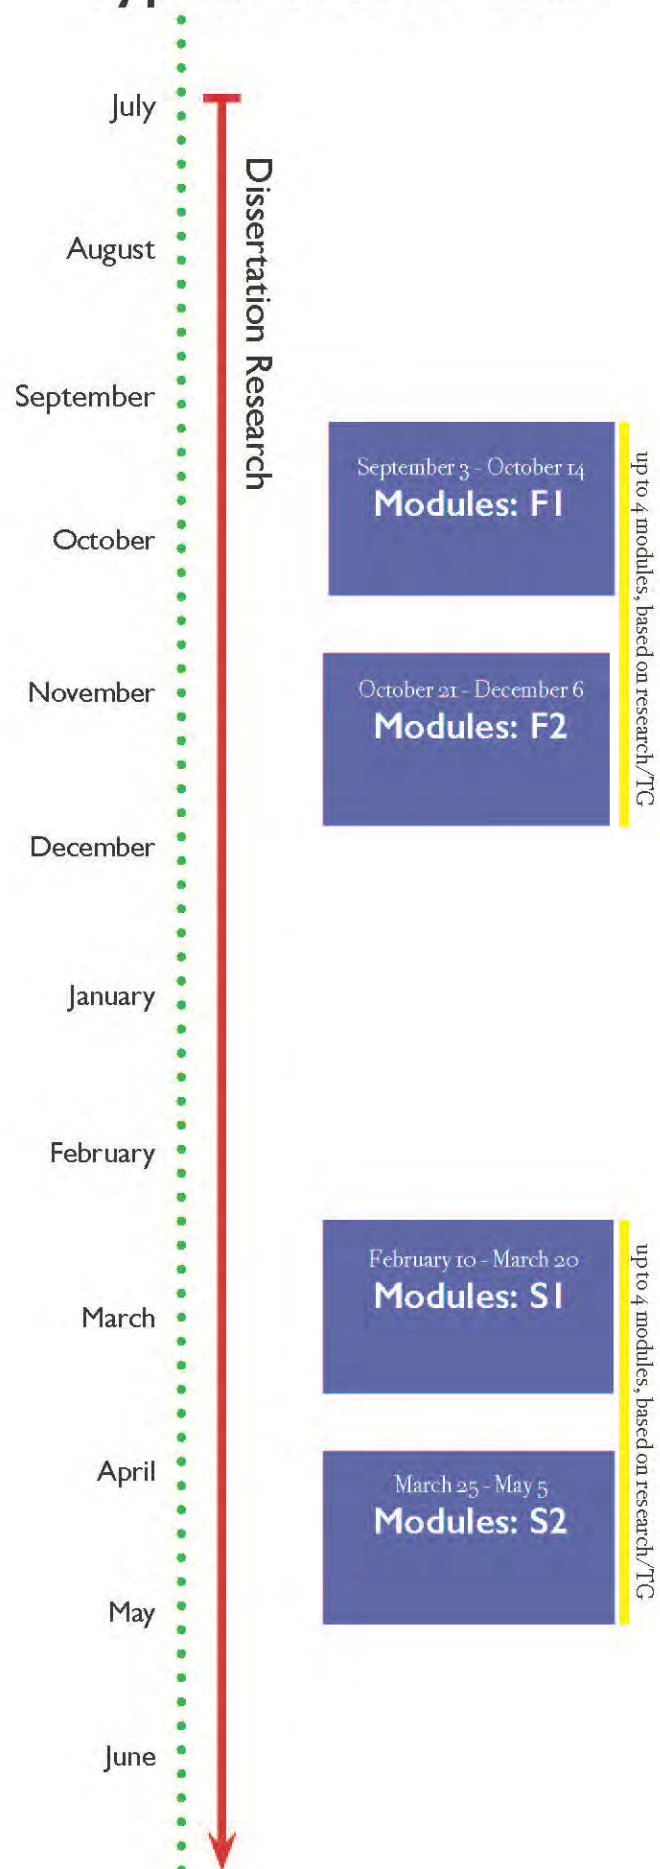 July
Dissertation Research
August
September
September 3 - October 14
Modules: F1
up to 4 modules, based on research/TG
October
November
October 21 - December 6
Modules: F2
December
January
February
February 10 - March 20
Modules: S1
up to 4 modules, based on research/TG
March
April
March 25 - May 5
Modules: S2
May
June